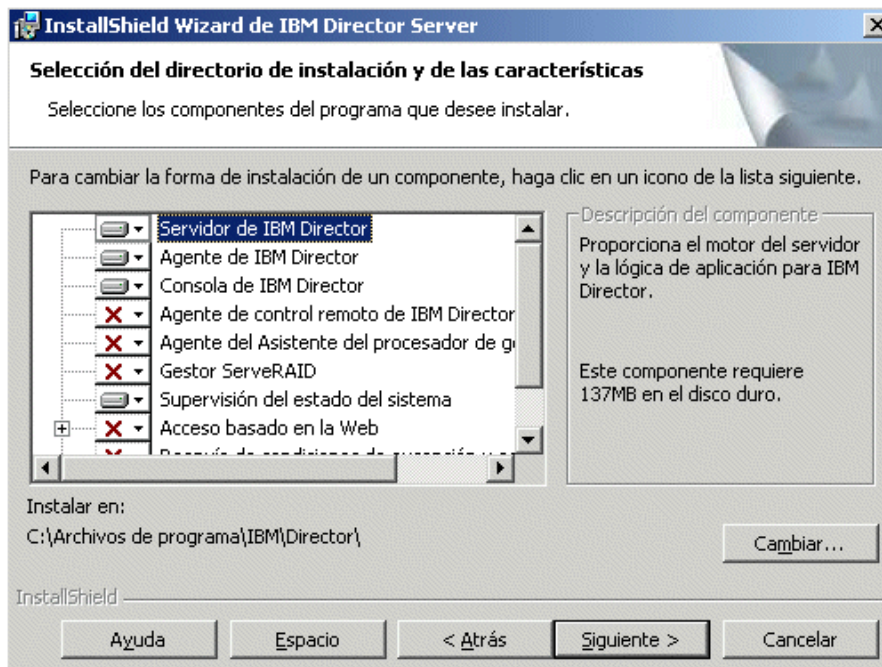 InstallShield Wizard de IBM Director Server
Selección del directorio de instalación y de las características
Seleccione los componentes del programa que desee instalar.
Para cambiar la forma de instalación de un componente, haga clic en un icono de la lista siguiente.
Servidor de IBM Director
Agente de IBM Director
Consola de IBM Director
Agente de control remoto de IBM Director
Agente del Asistente del procesador de g
Gestor ServeRAID
Supervisión del estado del sistema
Acceso basado en la Web
Descripción del componente
Proporciona el motor del servidor
y la lógica de aplicación para IBM
Director.
Este componente requiere
137MB en el disco duro.
Instalar en:
C:\Archivos de programa\IBM\Director\
Cambiar...
InstallShield
Ayuda
Espacio
< Atrás
Siguiente >
Cancelar